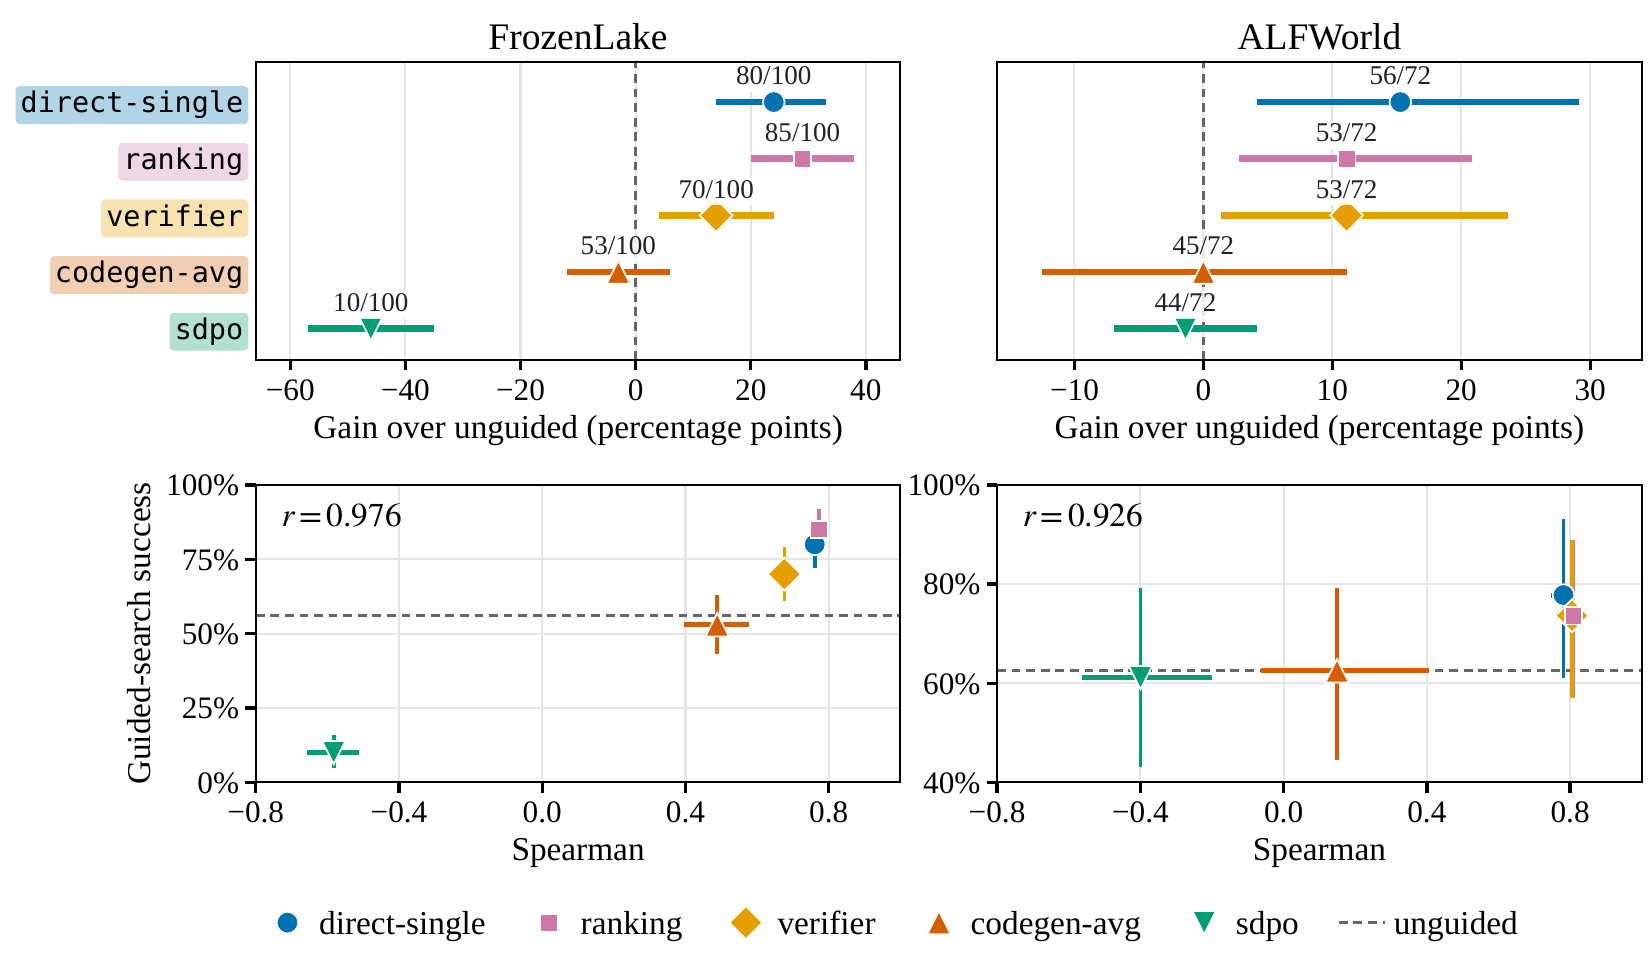 FrozenLake
ALFWorld
direct-single
ranking
verifier
codegen-avg
sdpo
80/100
85/100
70/100
53/100
10/100
56/72
53/72
53/72
45/72
44/72
−60 −40 −20 0 20 40
−10 0 10 20 30
Gain over unguided (percentage points)
Gain over unguided (percentage points)
Guided-search success
100%
75%
50%
25%
0%
r = 0.976
−0.8 −0.4 0.0 0.4 0.8
Spearman
100%
80%
60%
40%
r = 0.926
−0.8 −0.4 0.0 0.4 0.8
Spearman
direct-single ranking verifier codegen-avg sdpo unguided